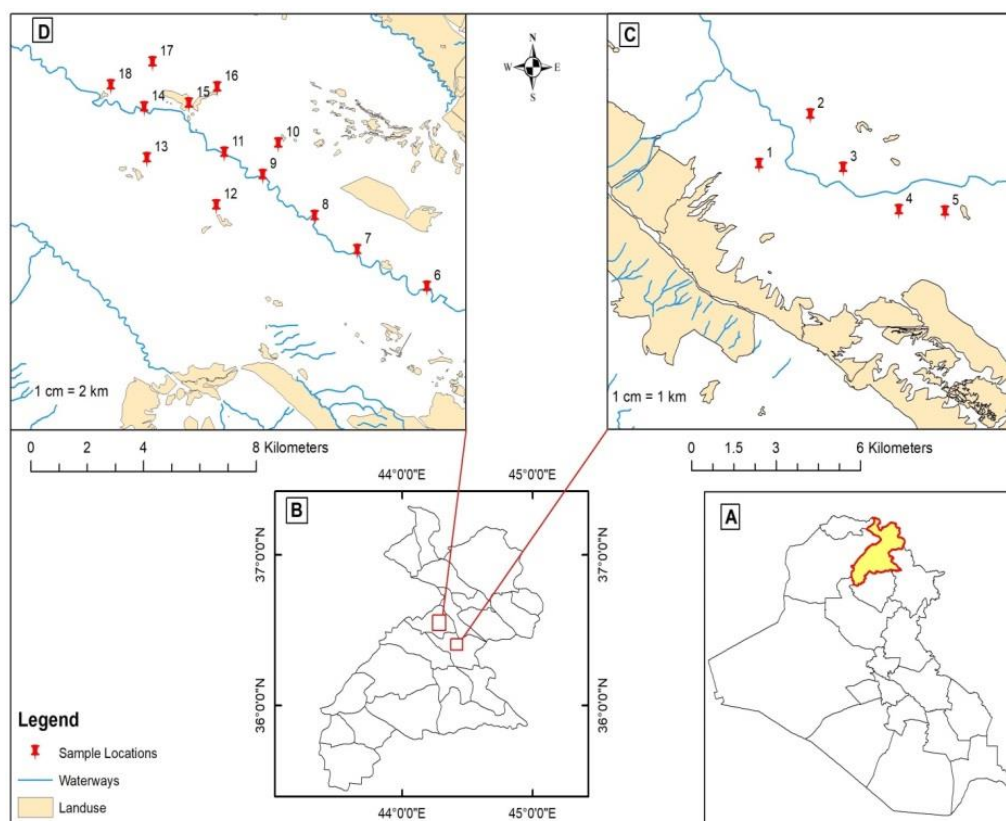 D
17
18
16
15
14
10
11
13
9
12
8
7
6
1 cm = 2 km
N
W E
S
C
2
1
3
4
5
1 cm = 1 km
0 2 4 8 Kilometers
0 1.5 3 6 Kilometers
44°0'0"E 45°0'0"E
B
37°0'0"N 37°0'0"N
36°0'0"N 36°0'0"N
44°0'0"E 45°0'0"E
A
Legend
Sample Locations
Waterways
Landuse